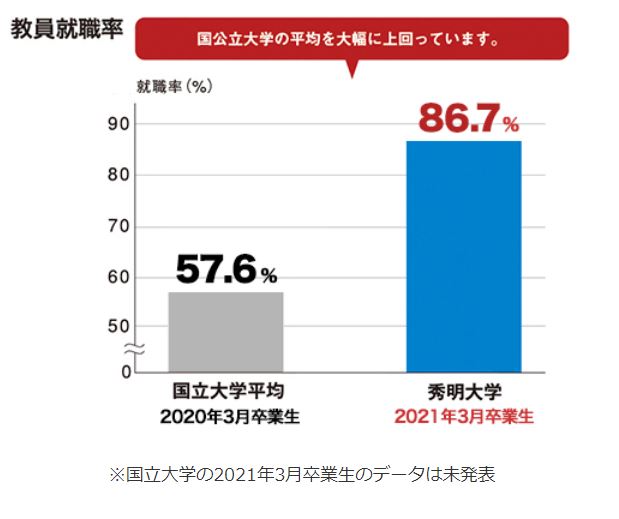 教員就職率
国公立大学の平均を大幅に上回っています。
就職率(%)
90
80
70
60
50
0
57.6%
86.7%
国立大学平均
2020年3月卒業生
秀明大学
2021年3月卒業生
※国立大学の2021年3月卒業生のデータは未発表